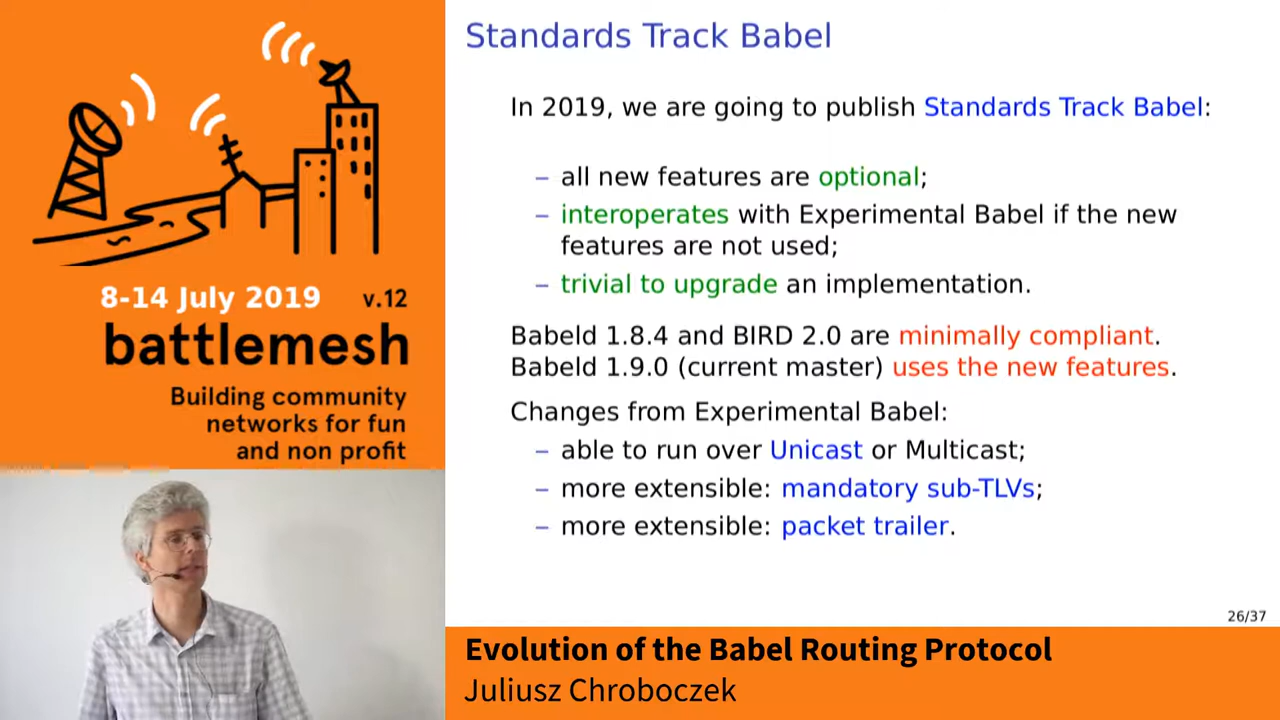 8-14 July 2019
v.12
battlemesh
Building community
networks for fun
and non profit
Standards Track Babel
In 2019, we are going to publish Standards Track Babel:
– all new features are optional;
– interoperates with Experimental Babel if the new
features are not used;
– trivial to upgrade an implementation.
Babeld 1.8.4 and BIRD 2.0 are minimally compliant.
Babeld 1.9.0 (current master) uses the new features.
Changes from Experimental Babel:
– able to run over Unicast or Multicast;
– more extensible: mandatory sub-TLVs;
– more extensible: packet trailer.
26/37
Evolution of the Babel Routing Protocol
Juliusz Chroboczek